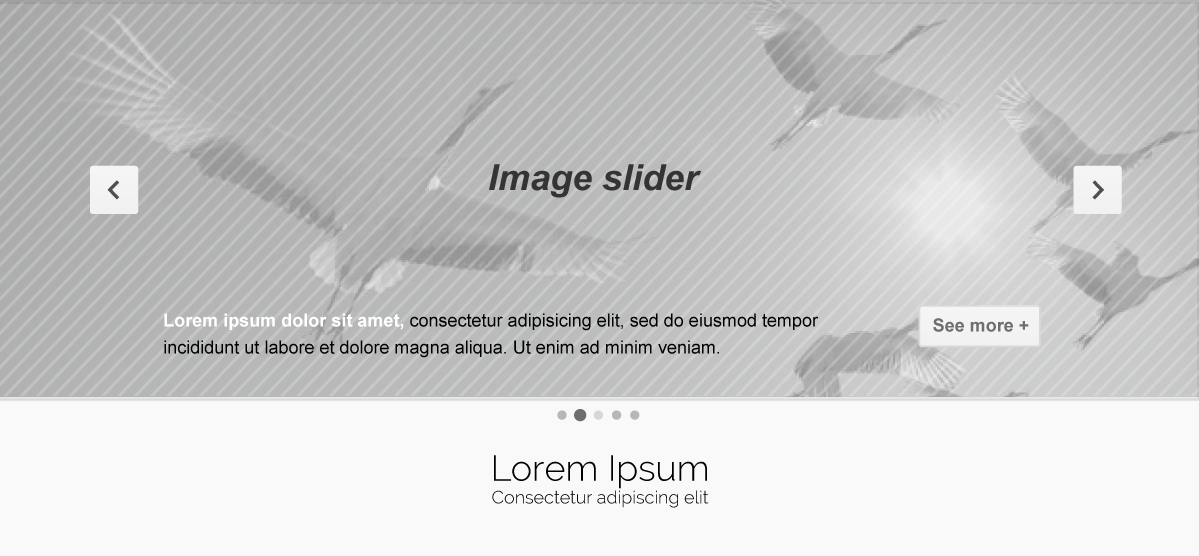 Image slider
Lorem ipsum dolor sit amet, consectetur adipisicing elit, sed do eiusmod tempor
incididunt ut labore et dolore magna aliqua. Ut enim ad minim veniam.
See more +
Lorem Ipsum
Consectetur adipiscing elit